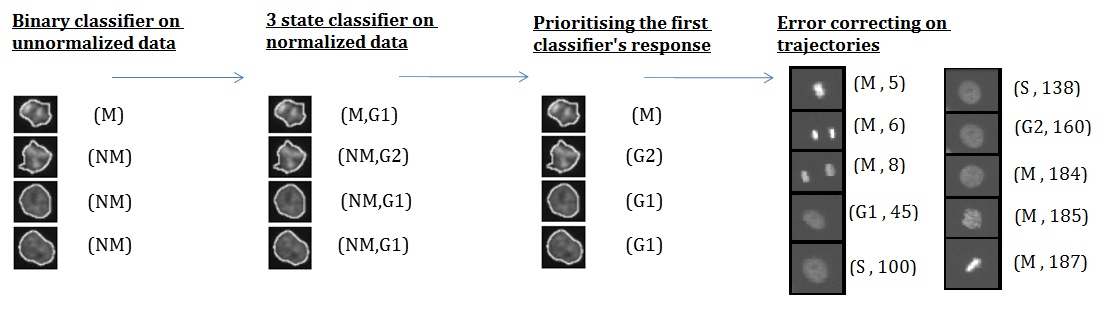 Binary classifier on
unnormalized data
3 state classifier on
normalized data
Prioritising the first
classifier's response
Error correcting on
trajectories
(M)
(NM)
(NM)
(NM)
(M,G1)
(NM,G2)
(NM,G1)
(NM,G1)
(M)
(G2)
(G1)
(G1)
(M , 5)
(M , 6)
(M , 8)
(G1 , 45)
(S , 100)
(S , 138)
(G2, 160)
(M , 184)
(M , 185)
(M , 187)